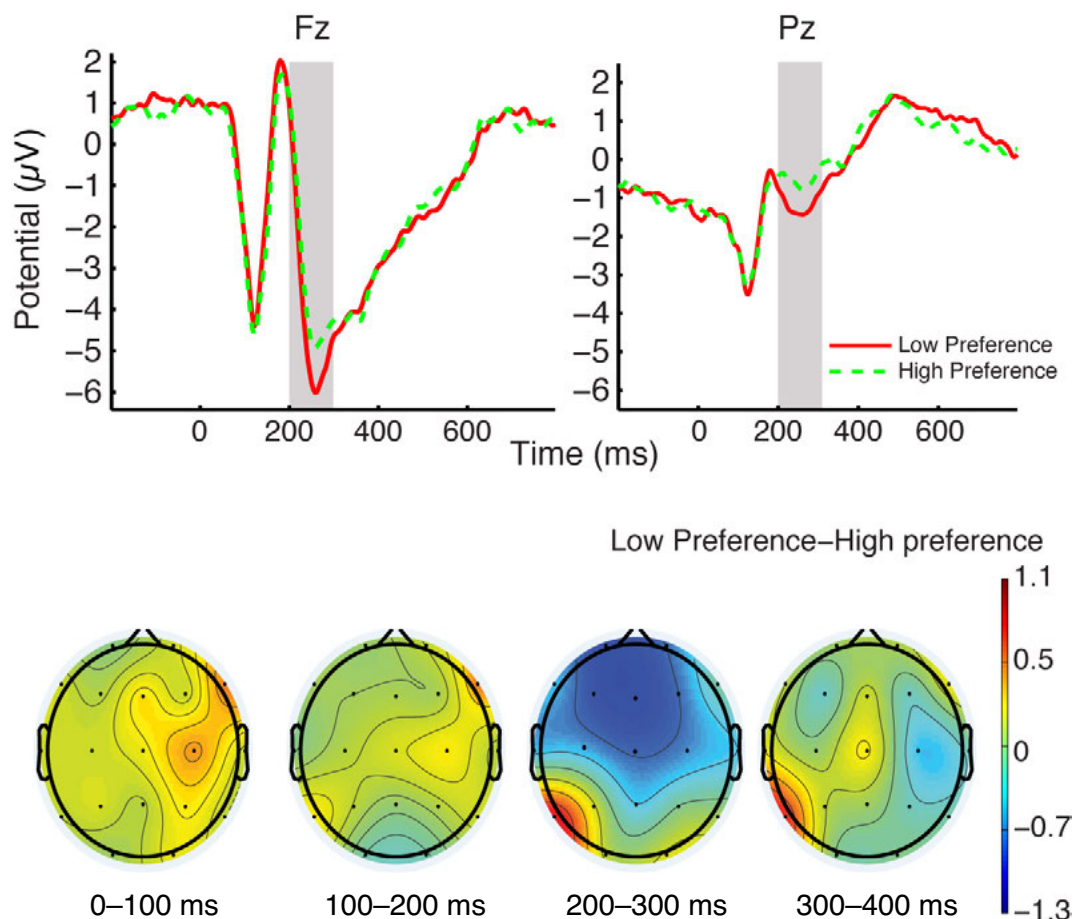 Fz
Pz
Potential (µV)
2
1
0
−1
−2
−3
−4
−5
−6
2
1
0
−1
−2
−3
−4
−5
−6
Low Preference
High Preference
0 200 400 600
0 200 400 600
Time (ms)
Low Preference−High preference
1.1
0.5
0
−0.7
−1.3
0–100 ms
100–200 ms
200–300 ms
300–400 ms